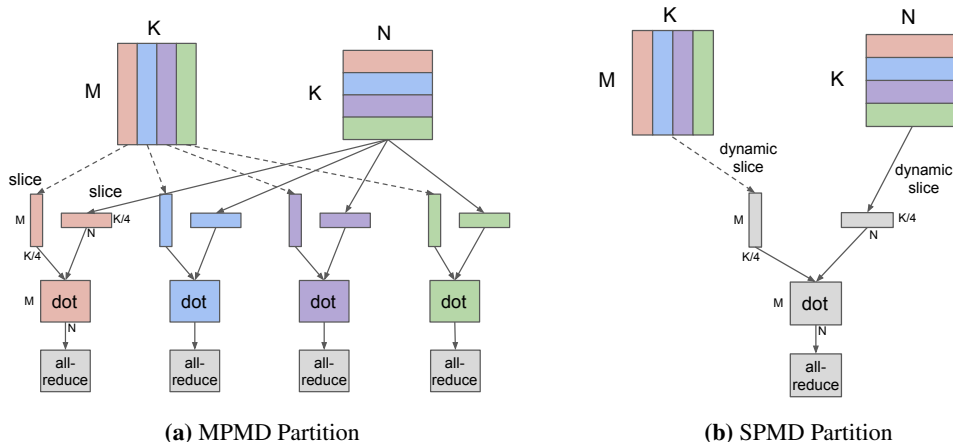 K
M
N
K
slice
slice
M
K/4
N
K/4
dot
dot
dot
dot
M
N
all-
reduce
all-
reduce
all-
reduce
all-
reduce
(a) MPMD Partition
K
M
N
K
dynamic
slice
dynamic
slice
M
K/4
N
K/4
M
dot
N
all-
reduce
(b) SPMD Partition